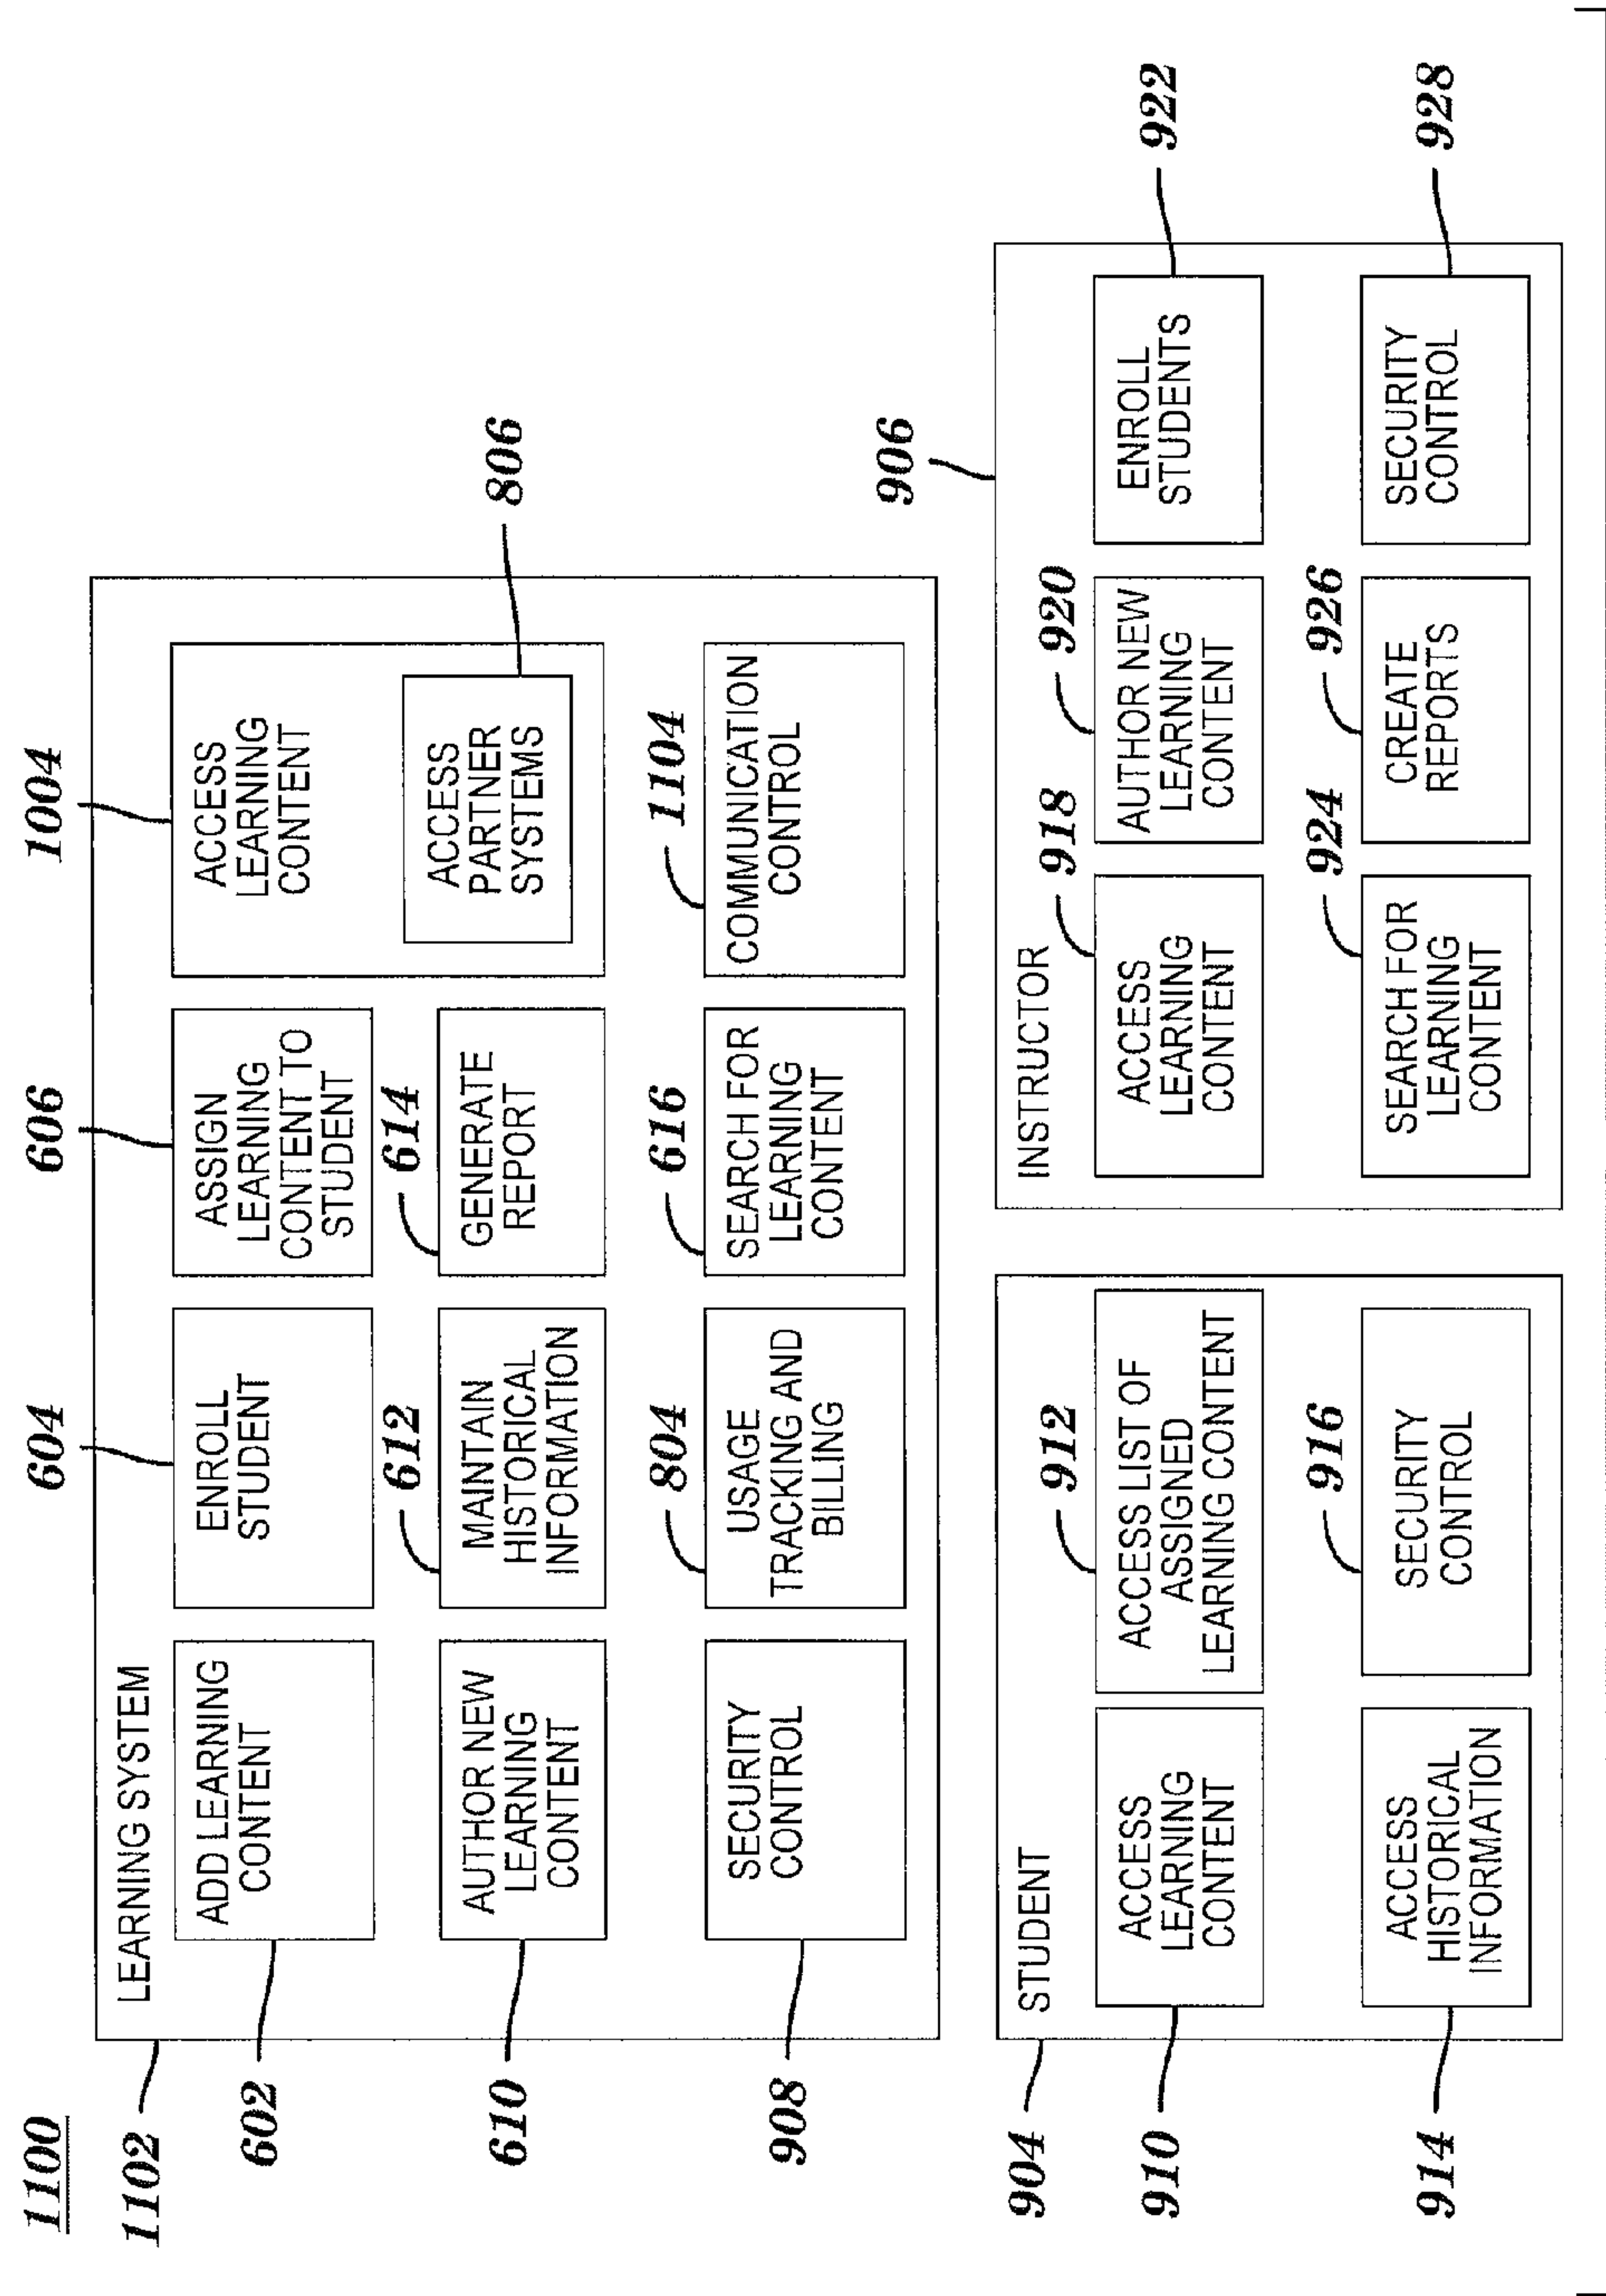 1100
1102
LEARNING SYSTEM
602
ADD LEARNING
CONTENT
604
ENROLL
STUDENT
606
ASSIGN
LEARNING
CONTENT TO
STUDENT
1004
ACCESS
LEARNING
CONTENT
ACCESS
PARTNER
SYSTEMS
806
610
AUTHOR NEW
LEARNING
CONTENT
612
MAINTAIN
HISTORICAL
INFORMATION
614
GENERATE
REPORT
908
SECURITY
CONTROL
804
USAGE
TRACKING AND
BILLING
616
SEARCH FOR
LEARNING
CONTENT
1104
COMMUNICATION
CONTROL
904
STUDENT
910
ACCESS
LEARNING
CONTENT
912
ACCESS LIST OF
ASSIGNED
LEARNING CONTENT
914
ACCESS
HISTORICAL
INFORMATION
916
SECURITY
CONTROL
906
INSTRUCTOR
918
ACCESS
LEARNING
CONTENT
920
AUTHOR NEW
LEARNING
CONTENT
ENROLL
STUDENTS
922
924
SEARCH FOR
LEARNING
CONTENT
926
CREATE
REPORTS
SECURITY
CONTROL
928